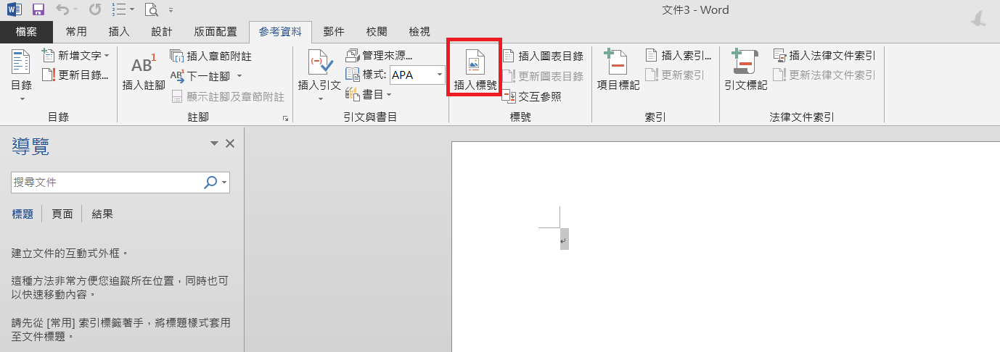 文件3 - Word
檔案 常用 插入 設計 版面配置 參考資料 郵件 校閱 檢視
目錄
新增文字
更新目錄...
目錄
AB1
插入註腳
插入章節附註
AB1 下一註腳
顯示註腳及章節附註
註腳
插入引文
管理來源...
樣式: APA
書目
引文與書目
插入標號
插入圖表目錄
更新圖表目錄
交互參照
標號
項目標記
插入索引...
更新索引
索引
引文標記
插入法律文件索引
更新法律文件索引
法律文件索引
導覽
搜尋文件
標題 頁面 結果
建立文件的互動式外框。
這種方法非常方便您追蹤所在位置，同時也可
以快速移動內容。
請先從 [常用] 索引標籤著手，將標題樣式套用
至文件標題。